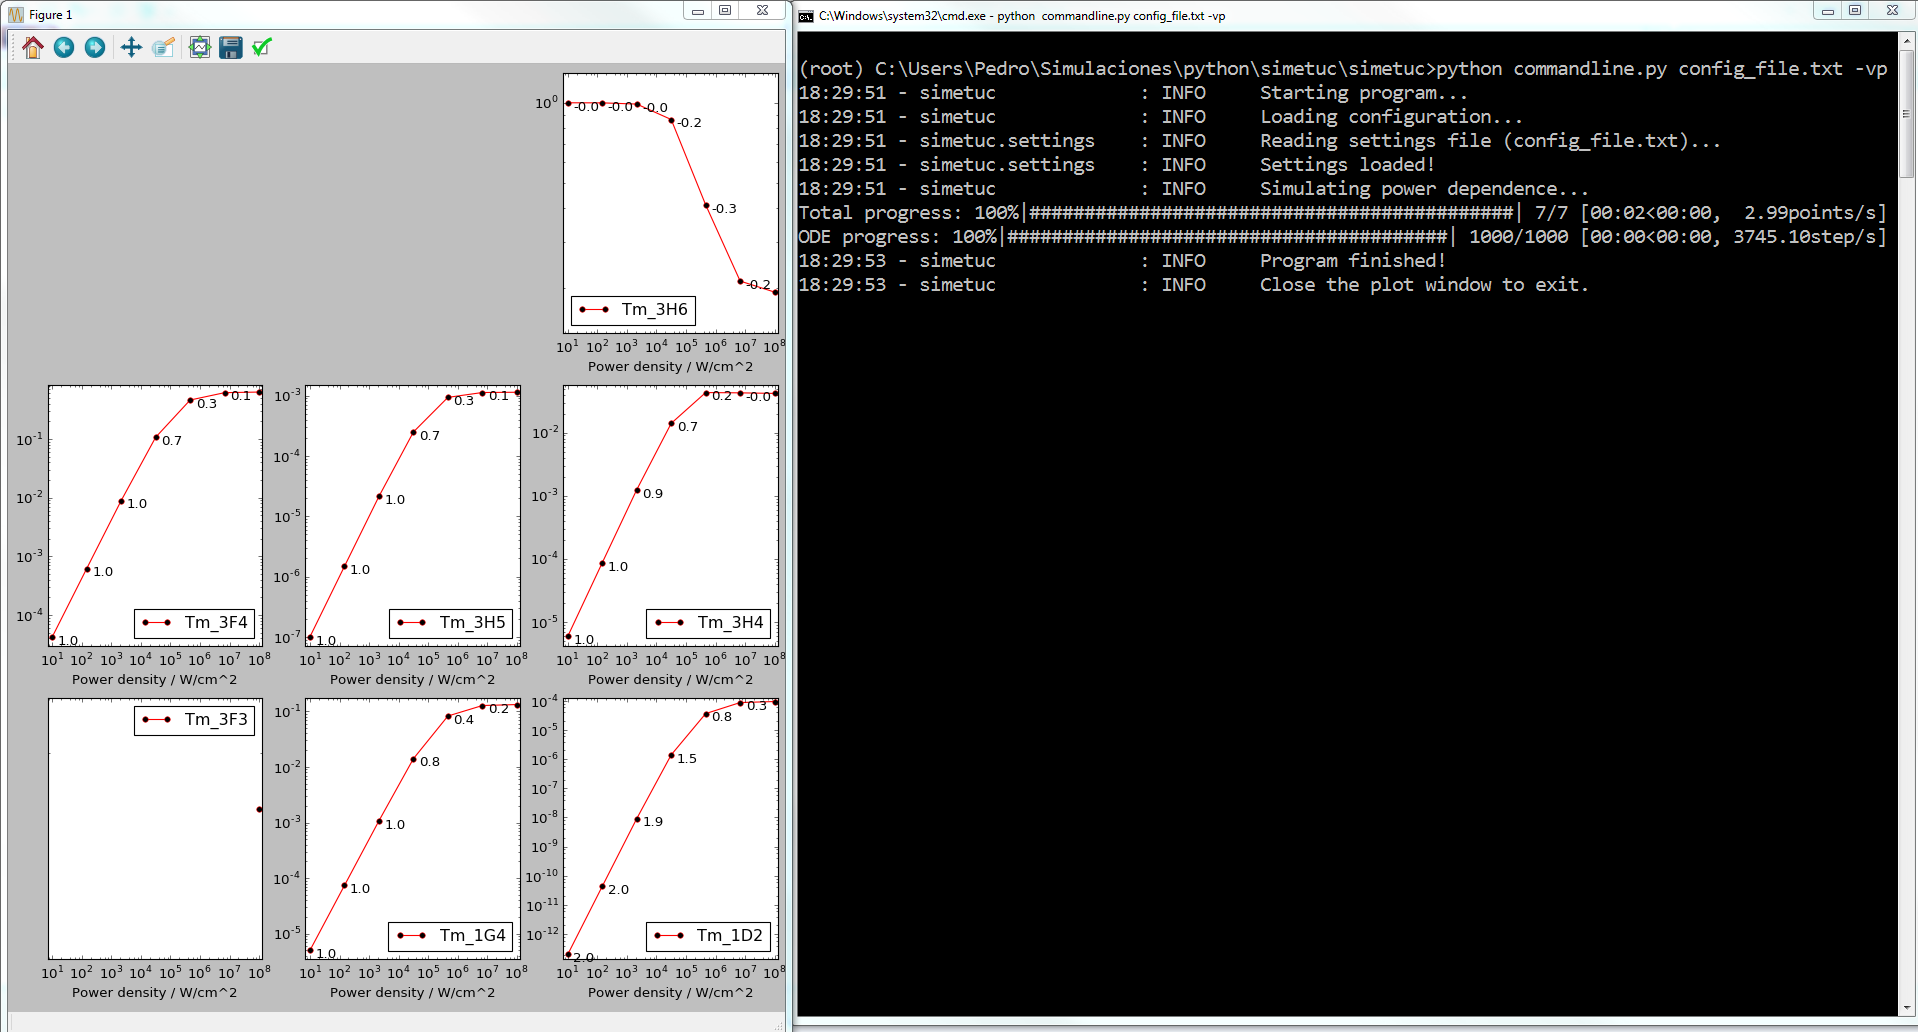 Figure 1
10^0
-0.0 -0.0 -0.0
-0.2
-0.3
-0.2
Tm_3H6
10^1 10^2 10^3 10^4 10^5 10^6 10^7 10^8
Power density / W/cm^2
10^-1
10^-2
10^-3
10^-4
1.0
1.0
1.0
0.7
0.3
0.1
Tm_3F4
10^1 10^2 10^3 10^4 10^5 10^6 10^7 10^8
Power density / W/cm^2
10^-3
10^-4
10^-5
10^-6
10^-7
1.0
1.0
1.0
0.7
0.3
0.1
Tm_3H5
10^1 10^2 10^3 10^4 10^5 10^6 10^7 10^8
Power density / W/cm^2
10^-2
10^-3
10^-4
10^-5
1.0
1.0
0.9
0.7
0.2
-0.0
Tm_3H4
10^1 10^2 10^3 10^4 10^5 10^6 10^7 10^8
Power density / W/cm^2
Tm_3F3
10^1 10^2 10^3 10^4 10^5 10^6 10^7 10^8
Power density / W/cm^2
10^-1
10^-2
10^-3
10^-4
10^-5
1.0
1.0
1.0
0.8
0.4
0.2
Tm_1G4
10^1 10^2 10^3 10^4 10^5 10^6 10^7 10^8
Power density / W/cm^2
10^-4
10^-5
10^-6
10^-7
10^-8
10^-9
10^-10
10^-11
10^-12
2.0
2.0
1.9
1.5
0.8
0.3
Tm_1D2
10^1 10^2 10^3 10^4 10^5 10^6 10^7 10^8
Power density / W/cm^2
C:\Windows\system32\cmd.exe - python  commandline.py config_file.txt -vp
(root) C:\Users\Pedro\Simulaciones\python\simetuc\simetuc>python commandline.py config_file.txt -vp
18:29:51 - simetuc             : INFO     Starting program...
18:29:51 - simetuc             : INFO     Loading configuration...
18:29:51 - simetuc.settings    : INFO     Reading settings file (config_file.txt)...
18:29:51 - simetuc.settings    : INFO     Settings loaded!
18:29:51 - simetuc             : INFO     Simulating power dependence...
Total progress: 100%|############################################| 7/7 [00:02<00:00,  2.99points/s]
ODE progress: 100%|########################################| 1000/1000 [00:00<00:00, 3745.10step/s]
18:29:53 - simetuc             : INFO     Program finished!
18:29:53 - simetuc             : INFO     Close the plot window to exit.